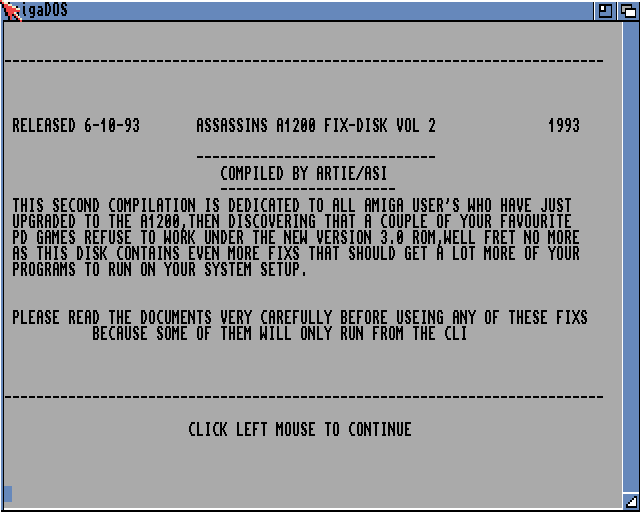 AmigaDOS
RELEASED 6-10-93 ASSASSINS A1200 FIX-DISK VOL 2 1993
COMPILED BY ARTIE/ASI
THIS SECOND COMPILATION IS DEDICATED TO ALL AMIGA USER'S WHO HAVE JUST
UPGRADED TO THE A1200,THEN DISCOVERING THAT A COUPLE OF YOUR FAVOURITE
PD GAMES REFUSE TO WORK UNDER THE NEW VERSION 3.0 ROM,WELL FRET NO MORE
AS THIS DISK CONTAINS EVEN MORE FIXS THAT SHOULD GET A LOT MORE OF YOUR
PROGRAMS TO RUN ON YOUR SYSTEM SETUP.
PLEASE READ THE DOCUMENTS VERY CAREFULLY BEFORE USEING ANY OF THESE FIXS
BECAUSE SOME OF THEM WILL ONLY RUN FROM THE CLI
CLICK LEFT MOUSE TO CONTINUE